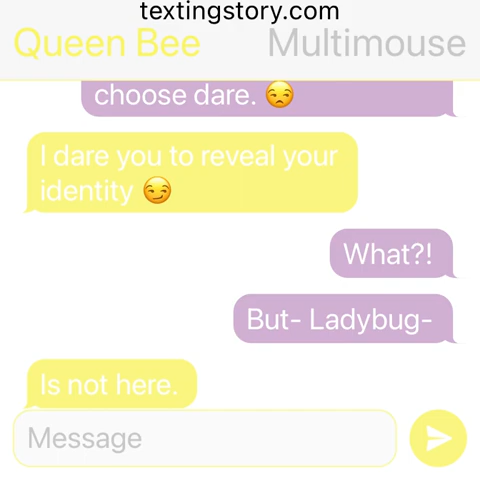 textingstory.com
Queen Bee Multimouse
choose dare. 😒
I dare you to reveal your
identity 😏
What?!
But- Ladybug-
Is not here.
Message